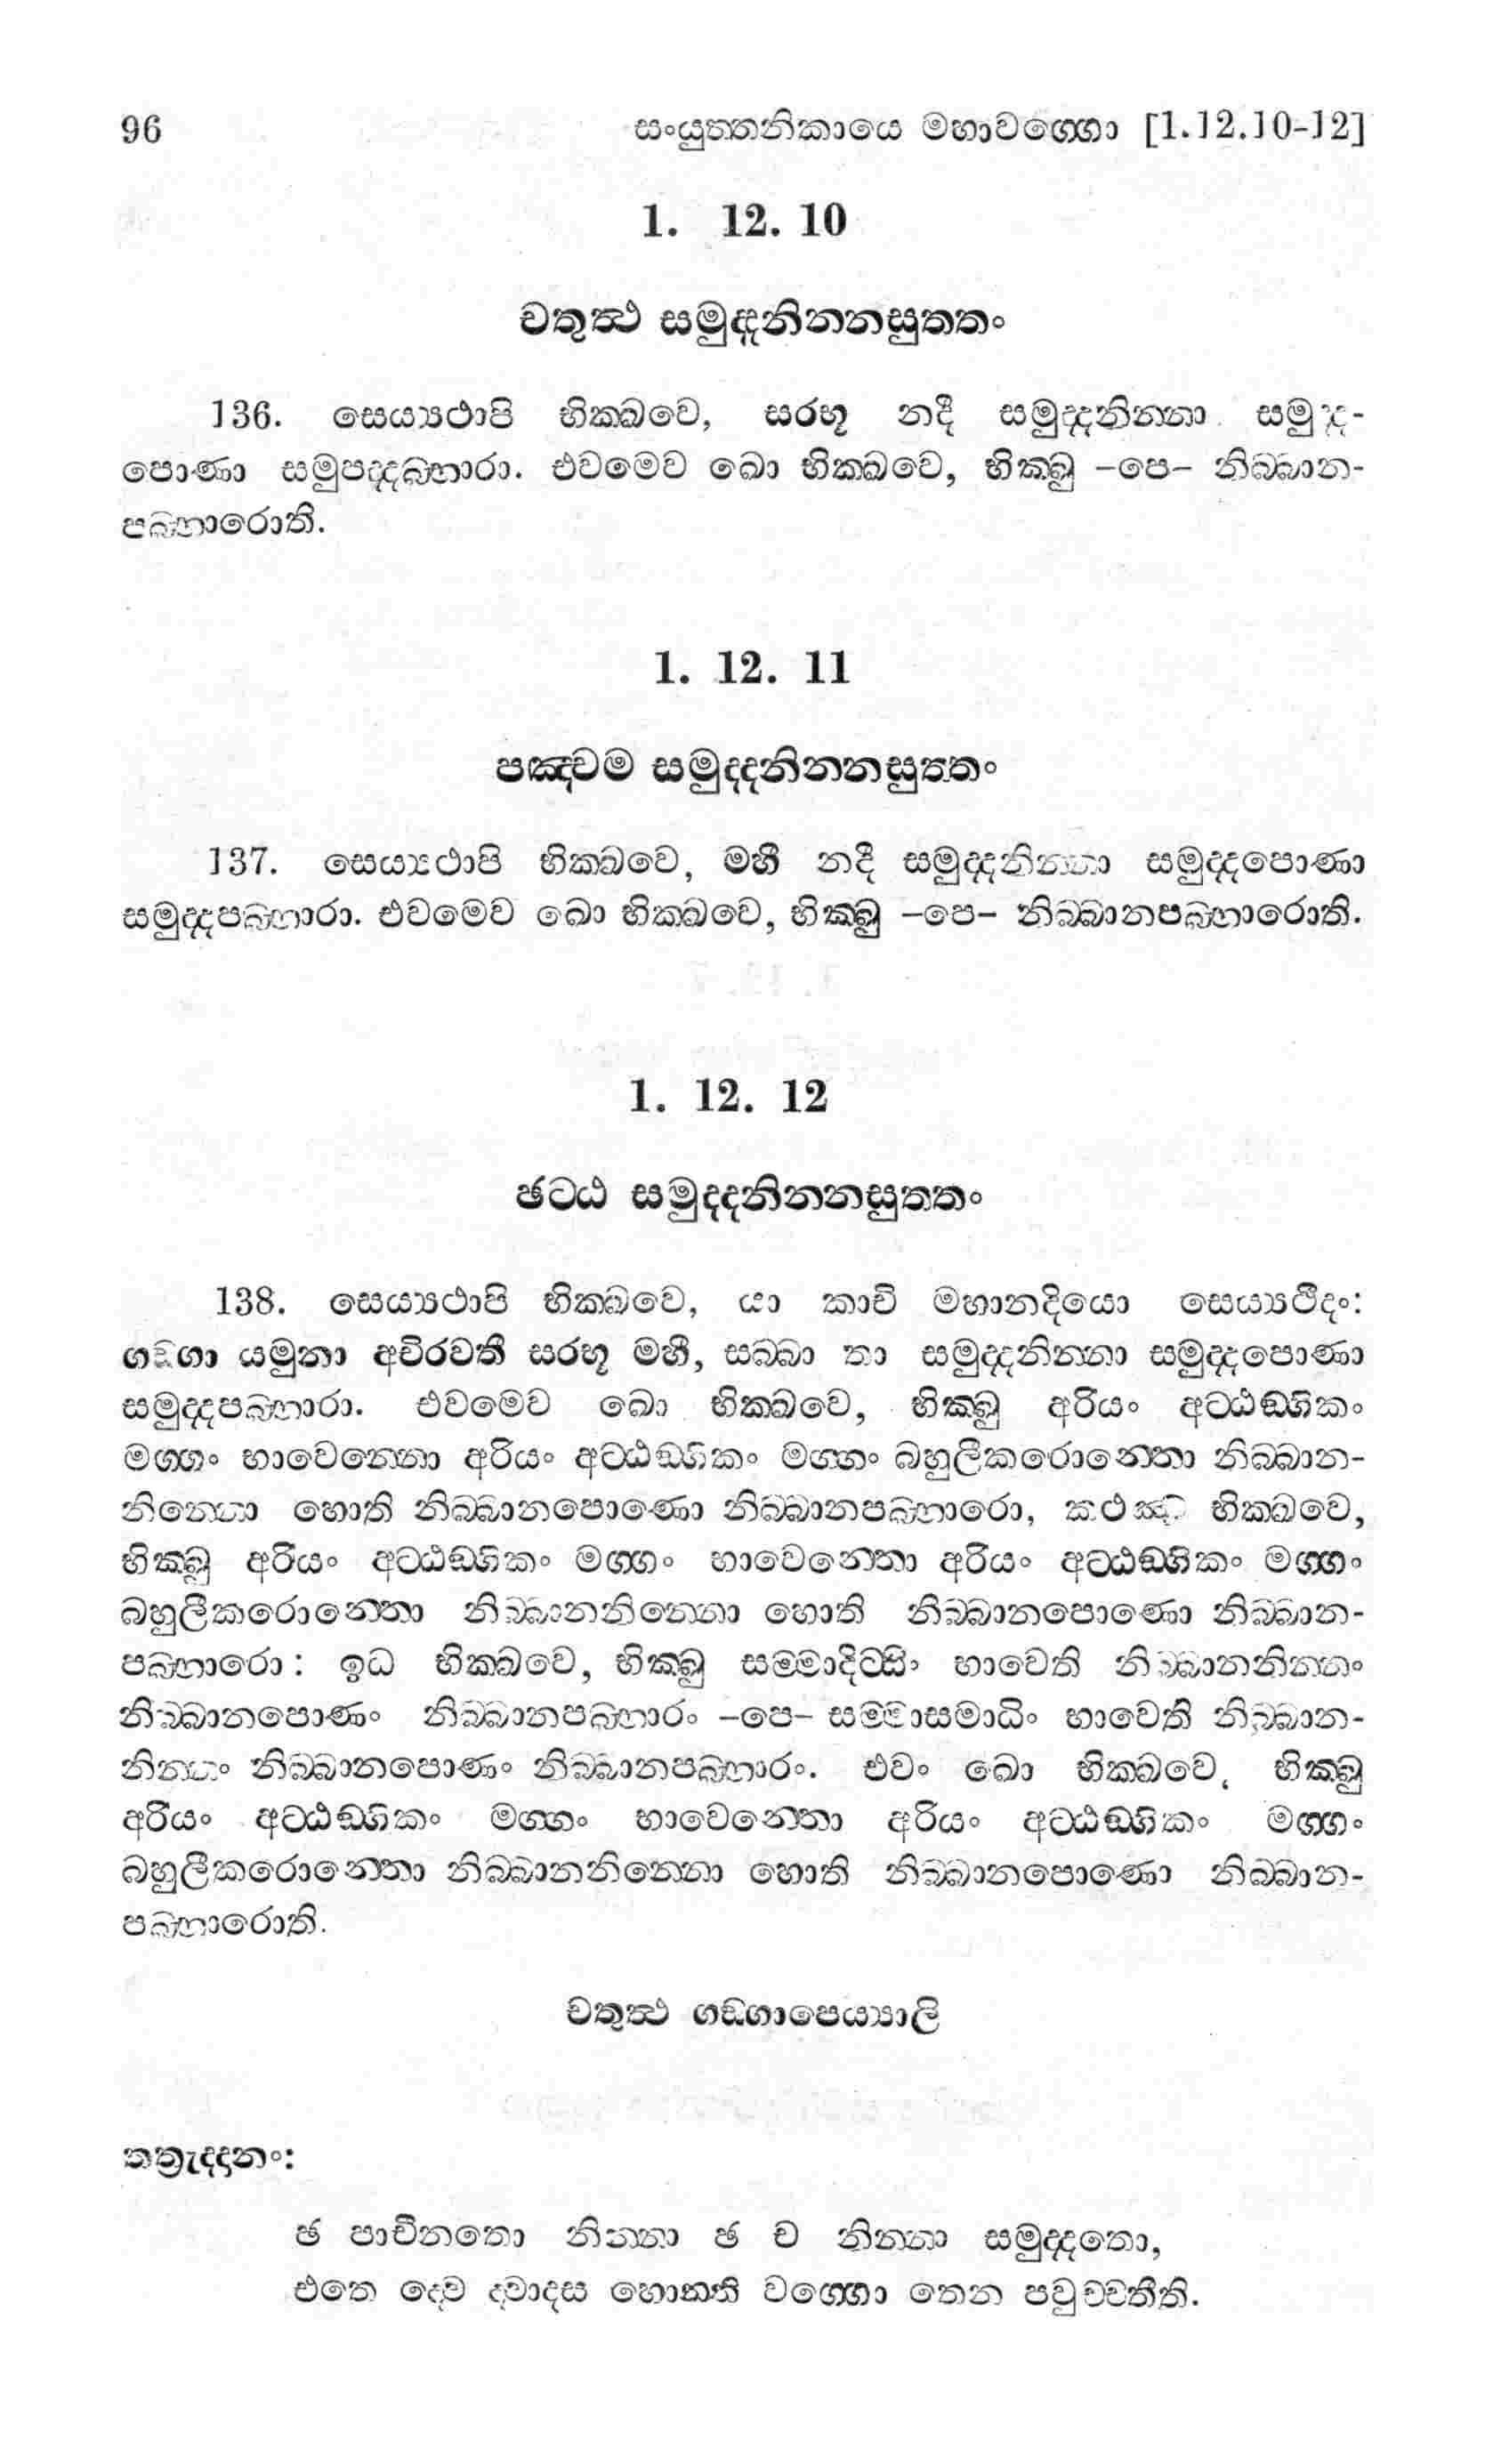 96 සංයුත්තනිකායෙ මහාවග්ගො [1.12.10-12]
1. 12. 10
චතුත්ථ සමුද්දනින්නසුත්තං
136. සෙය්‍යථාපි භික්ඛවෙ, සරභූ නදී සමුද්දනින්නා සමුද්ද-
පොණා සමුපද්දබ්භාරා. එවමෙව ඛො භික්ඛවෙ, භික්ඛු -පෙ- නිබ්බාන-
පබ්භාරොති.
1. 12. 11
පඤ්චම සමුද්දනින්නසුත්තං
137. සෙය්‍යථාපි භික්ඛවෙ, මහී නදී සමුද්දනින්නා සමුද්දපොණා
සමුද්දපබ්භාරා. එවමෙව ඛො භික්ඛවෙ, භික්ඛු -පෙ- නිබ්බානපබ්භාරොති.
1. 12. 12
ඡට්ඨ සමුද්දනින්නසුත්තං
138. සෙය්‍යථාපි භික්ඛවෙ, යා කාචි මහානදියො සෙය්‍යථීදං:
ගඞ්ගා යමුනා අචිරවතී සරභූ මහී, සබ්බා තා සමුද්දනින්නා සමුද්දපොණා
සමුද්දපබ්භාරා. එවමෙව ඛො භික්ඛවෙ, භික්ඛු අරියං අට්ඨඞ්ගිකං
මග්ගං භාවෙන්තො අරියං අට්ඨඞ්ගිකං මග්ගං බහුලීකරොන්තො නිබ්බාන-
නින්නො හොති නිබ්බානපොණො නිබ්බානපබ්භාරො, කථඤ්ච භික්ඛවෙ,
භික්ඛු අරියං අට්ඨඞ්ගිකං මග්ගං භාවෙන්තො අරියං අට්ඨඞ්ගිකං මග්ගං
බහුලීකරොන්තො නිබ්බානනින්නො හොති නිබ්බානපොණො නිබ්බාන-
පබ්භාරො: ඉධ භික්ඛවෙ, භික්ඛු සම්මාදිට්ඨිං භාවෙති නිබ්බානනින්නං
නිබ්බානපොණං නිබ්බානපබ්භාරං -පෙ- සම්මාසමාධිං භාවෙති නිබ්බාන-
නින්නං නිබ්බානපොණං නිබ්බානපබ්භාරං. එවං ඛො භික්ඛවෙ, භික්ඛු
අරියං අට්ඨඞ්ගිකං මග්ගං භාවෙන්තො අරියං අට්ඨඞ්ගිකං මග්ගං
බහුලීකරොන්තො නිබ්බානනින්නො හොති නිබ්බානපොණො නිබ්බාන-
පබ්භාරොති.
චතුත්ථ ගඞ්ගාපෙය්‍යාලි
තත්‍රැද්දානං:
ඡ පාචීනතො නින්නා ඡ ච නින්නා සමුද්දතො,
එතෙ ද්වෙ ද්වාදස හොන්ති වග්ගො තෙන පවුච්චතීති.